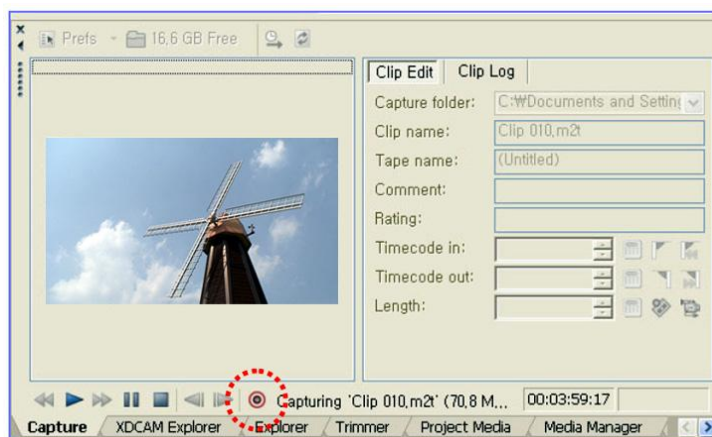 Prefs 16,6 GB Free
Clip Edit Clip Log
Capture folder: C:₩Documents and Setting
Clip name: Clip 010,m2t
Tape name: (Untitled)
Comment:
Rating:
Timecode in:
Timecode out:
Length:
Capturing 'Clip 010,m2t' (70,8 M... 00:03:59:17
Capture XDCAM Explorer Explorer Trimmer Project Media Media Manager